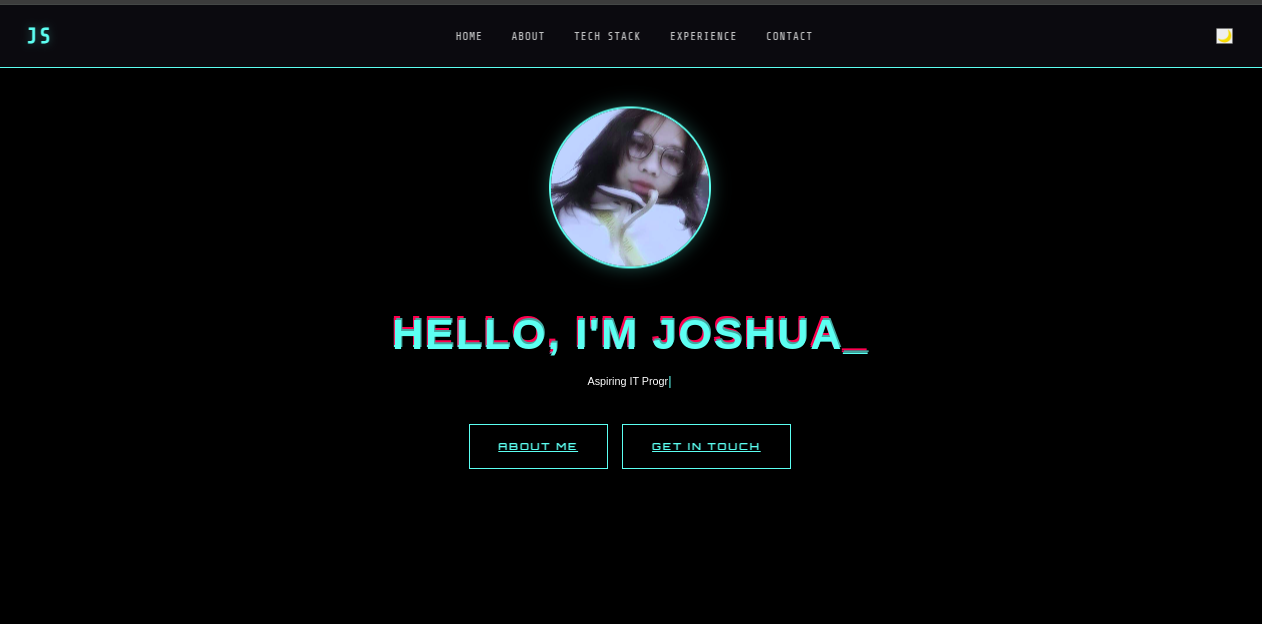 JS
HOME ABOUT TECH STACK EXPERIENCE CONTACT
HELLO, I'M JOSHUA_
Aspiring IT Progr|
ABOUT ME GET IN TOUCH